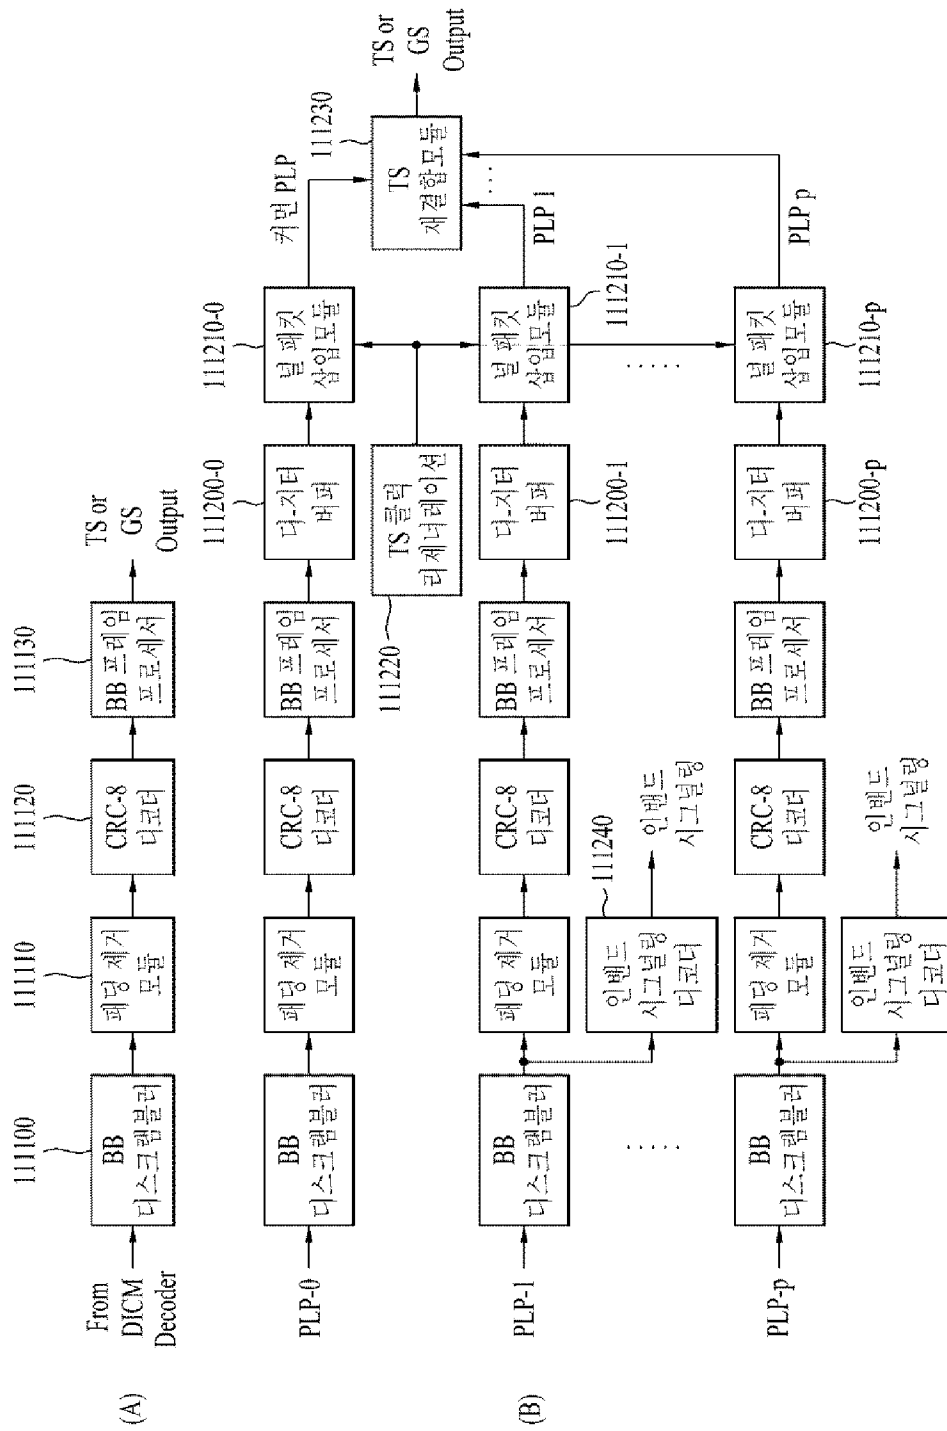 (A)
From
DICM
Decoder
111100
BB
디스크램블러
111110
패딩 제거
모듈
111120
CRC-8
디코더
111130
BB 프레임
프로세서
TS or
GS
Output
(B)
PLP-0
BB
디스크램블러
패딩 제거
모듈
CRC-8
디코더
BB 프레임
프로세서
111200-0
디-지터
버퍼
111210-0
널 패킷
삽입모듈
커먼 PLP
111220
TS 클럭
리제너레이션
111230
TS
재결합모듈
TS or
GS
Output
PLP-1
BB
디스크램블러
패딩 제거
모듈
CRC-8
디코더
BB 프레임
프로세서
디-지터
버퍼
111200-1
널 패킷
삽입모듈
111210-1
PLP 1
111240
인밴드
시그널링
디코더
인밴드
시그널링
PLP-p
BB
디스크램블러
패딩 제거
모듈
CRC-8
디코더
BB 프레임
프로세서
디-지터
버퍼
111200-p
널 패킷
삽입모듈
111210-p
PLP p
인밴드
시그널링
디코더
인밴드
시그널링